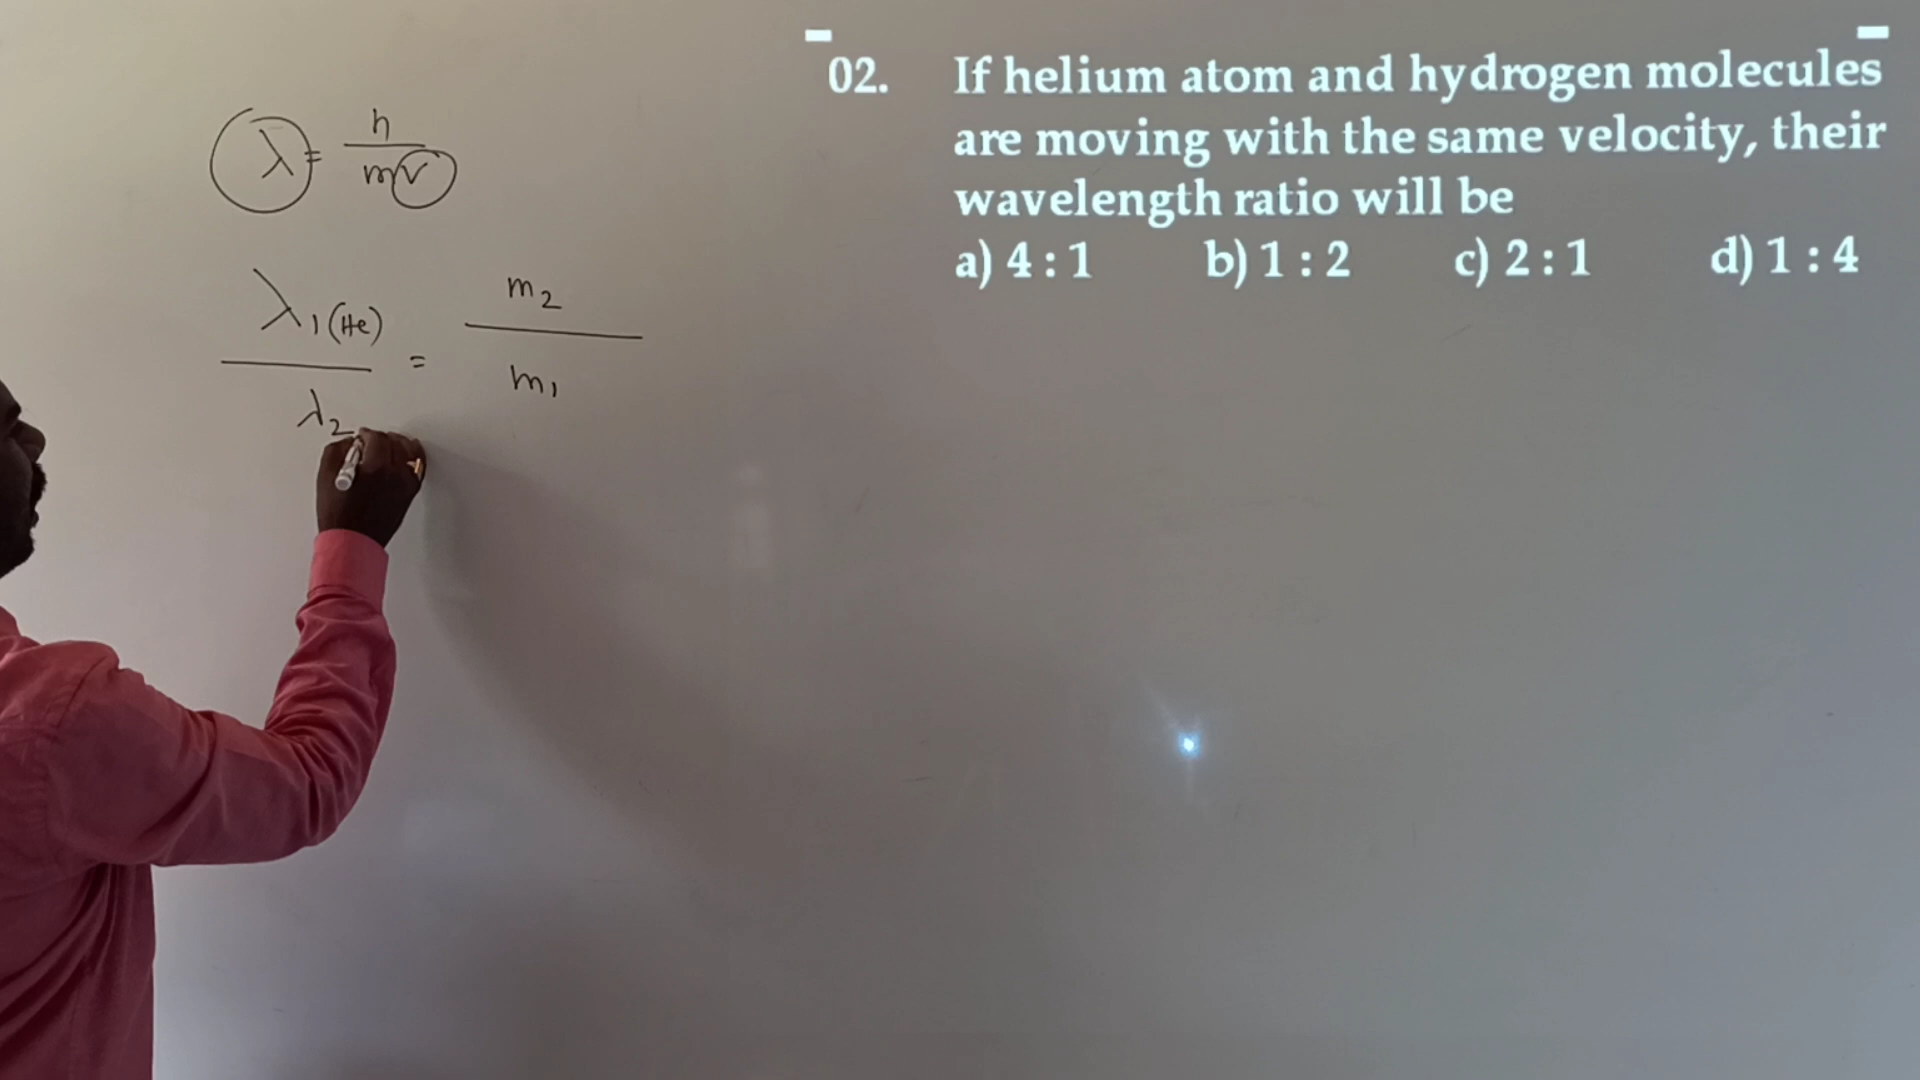 02. If helium atom and hydrogen molecules
are moving with the same velocity, their
wavelength ratio will be
a) 4 : 1 b) 1 : 2 c) 2 : 1 d) 1 : 4
λ = h / mv
λ1(He) / λ2 = m2 / m1